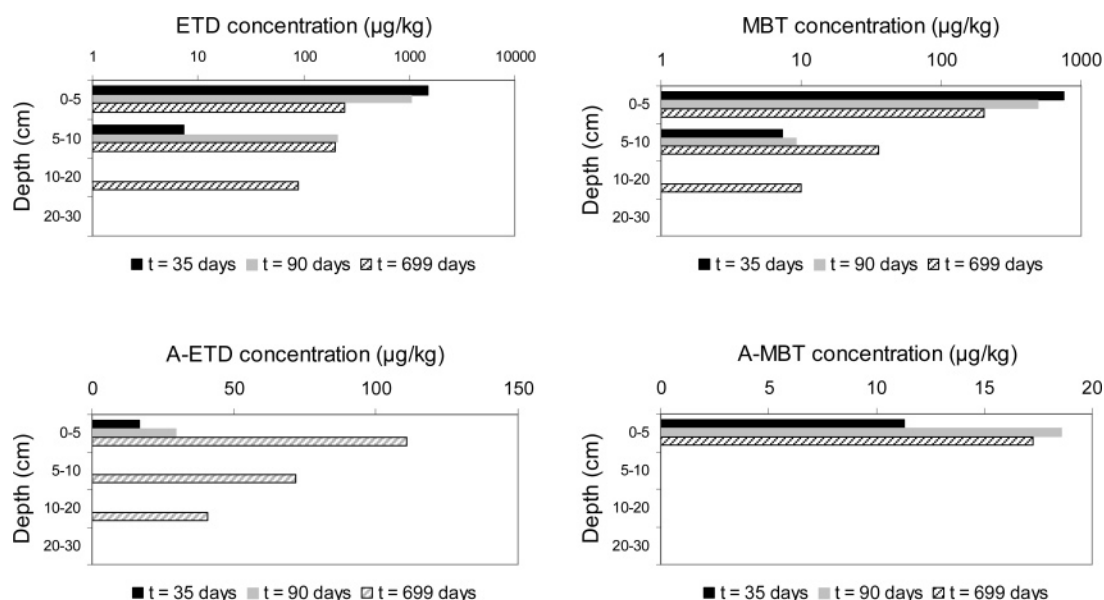 ETD concentration (µg/kg)
1 10 100 1000 10000
Depth (cm)
0-5
5-10
10-20
20-30
t = 35 days t = 90 days t = 699 days
MBT concentration (µg/kg)
1 10 100 1000
Depth (cm)
0-5
5-10
10-20
20-30
t = 35 days t = 90 days t = 699 days
A-ETD concentration (µg/kg)
0 50 100 150
Depth (cm)
0-5
5-10
10-20
20-30
t = 35 days t = 90 days t = 699 days
A-MBT concentration (µg/kg)
0 5 10 15 20
Depth (cm)
0-5
5-10
10-20
20-30
t = 35 days t = 90 days t = 699 days